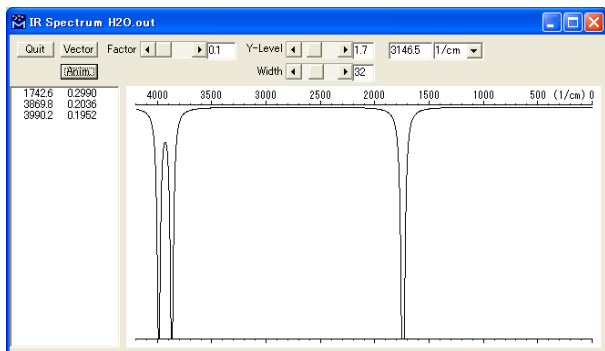 IR Spectrum H2O.out
Quit Vector Factor 0.1 Y-Level 1.7 3146.5 1/cm
Anim. Width 32
1742.6 0.2990
3869.8 0.2036
3990.2 0.1952
4000 3500 3000 2500 2000 1500 1000 500 (1/cm) 0